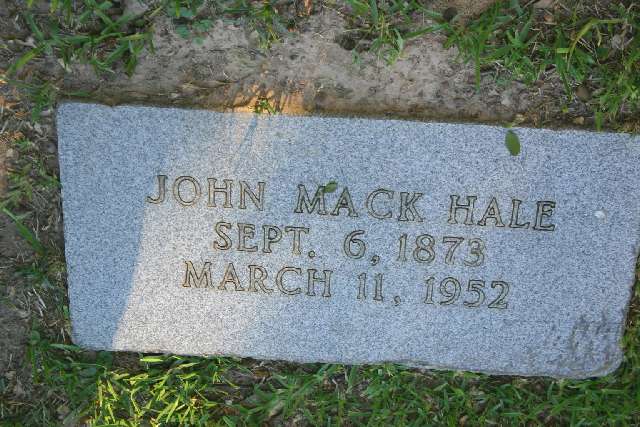 JOHN MACK HALE
SEPT. 6, 1873
MARCH 11, 1952